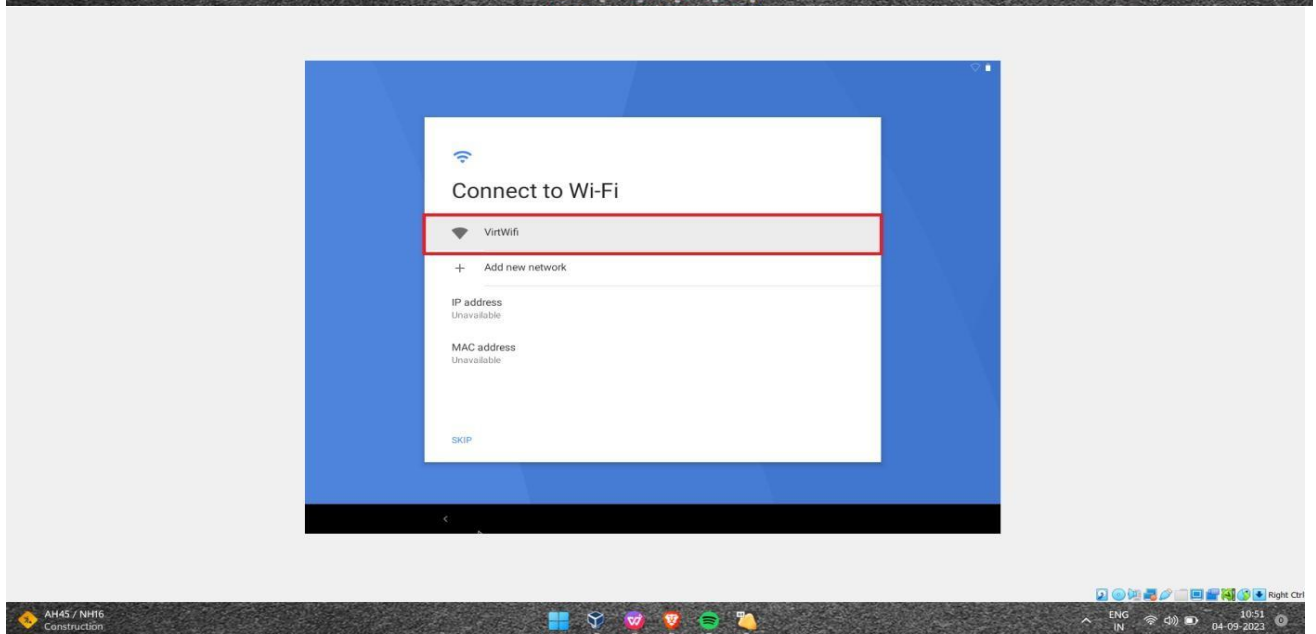 Connect to Wi-Fi
VirtWifi
+ Add new network
IP address
Unavailable
MAC address
Unavailable
SKIP
Right Ctrl
AH45 / NH16
Construction
ENG
IN
10:51
04-09-2023